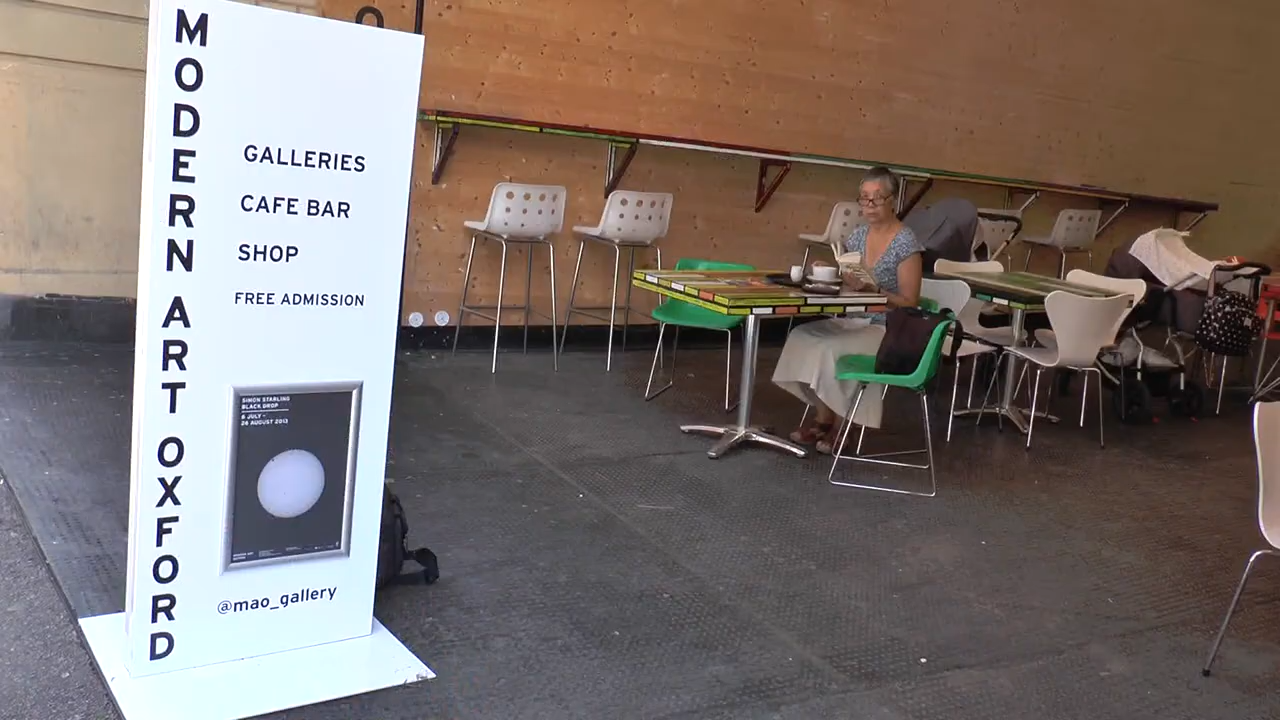 MODERN ART OXFORD
GALLERIES
CAFE BAR
SHOP
FREE ADMISSION
SIMON STARLING
BLACK DROP
6 JULY -
26 AUGUST 2013
@mao_gallery